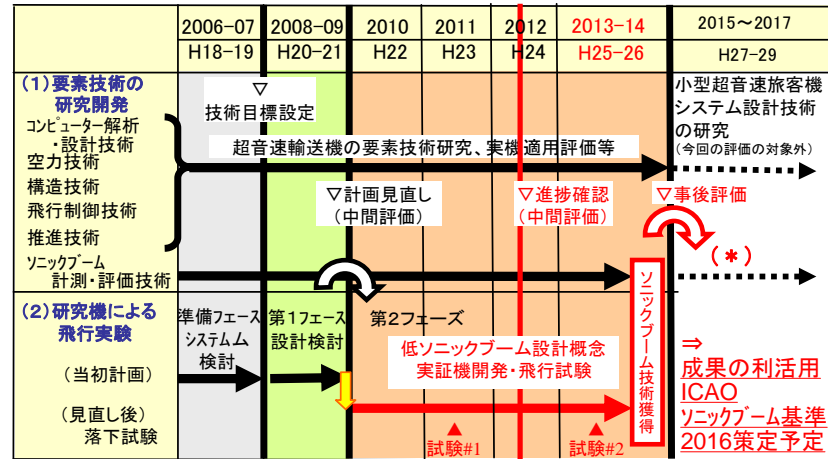 2006-07 2008-09 2010 2011 2012 2013-14 2015～2017
H18-19 H20-21 H22 H23 H24 H25-26 H27-29
(1)要素技術の
研究開発
コンピューター解析
・設計技術
空力技術
構造技術
飛行制御技術
推進技術
ソニックブーム
計測・評価技術
▽
技術目標設定
超音速輸送機の要素技術研究、実機適用評価等
小型超音速旅客機
システム設計技術
の研究
(今回の評価の対象外)
▽計画見直し
(中間評価)
▽進捗確認
(中間評価)
▽事後評価
(＊)
(2)研究機による
飛行実験
(当初計画)
(見直し後)
落下試験
準備フェース
システムム
検討
第1フェース
設計検討
第2フェーズ
低ソニックブーム設計概念
実証機開発・飛行試験
▲
試験#1
▲
試験#2
ソニックブーム技術獲得
⇒
成果の利活用
ICAO
ソニックブーム基準
2016策定予定